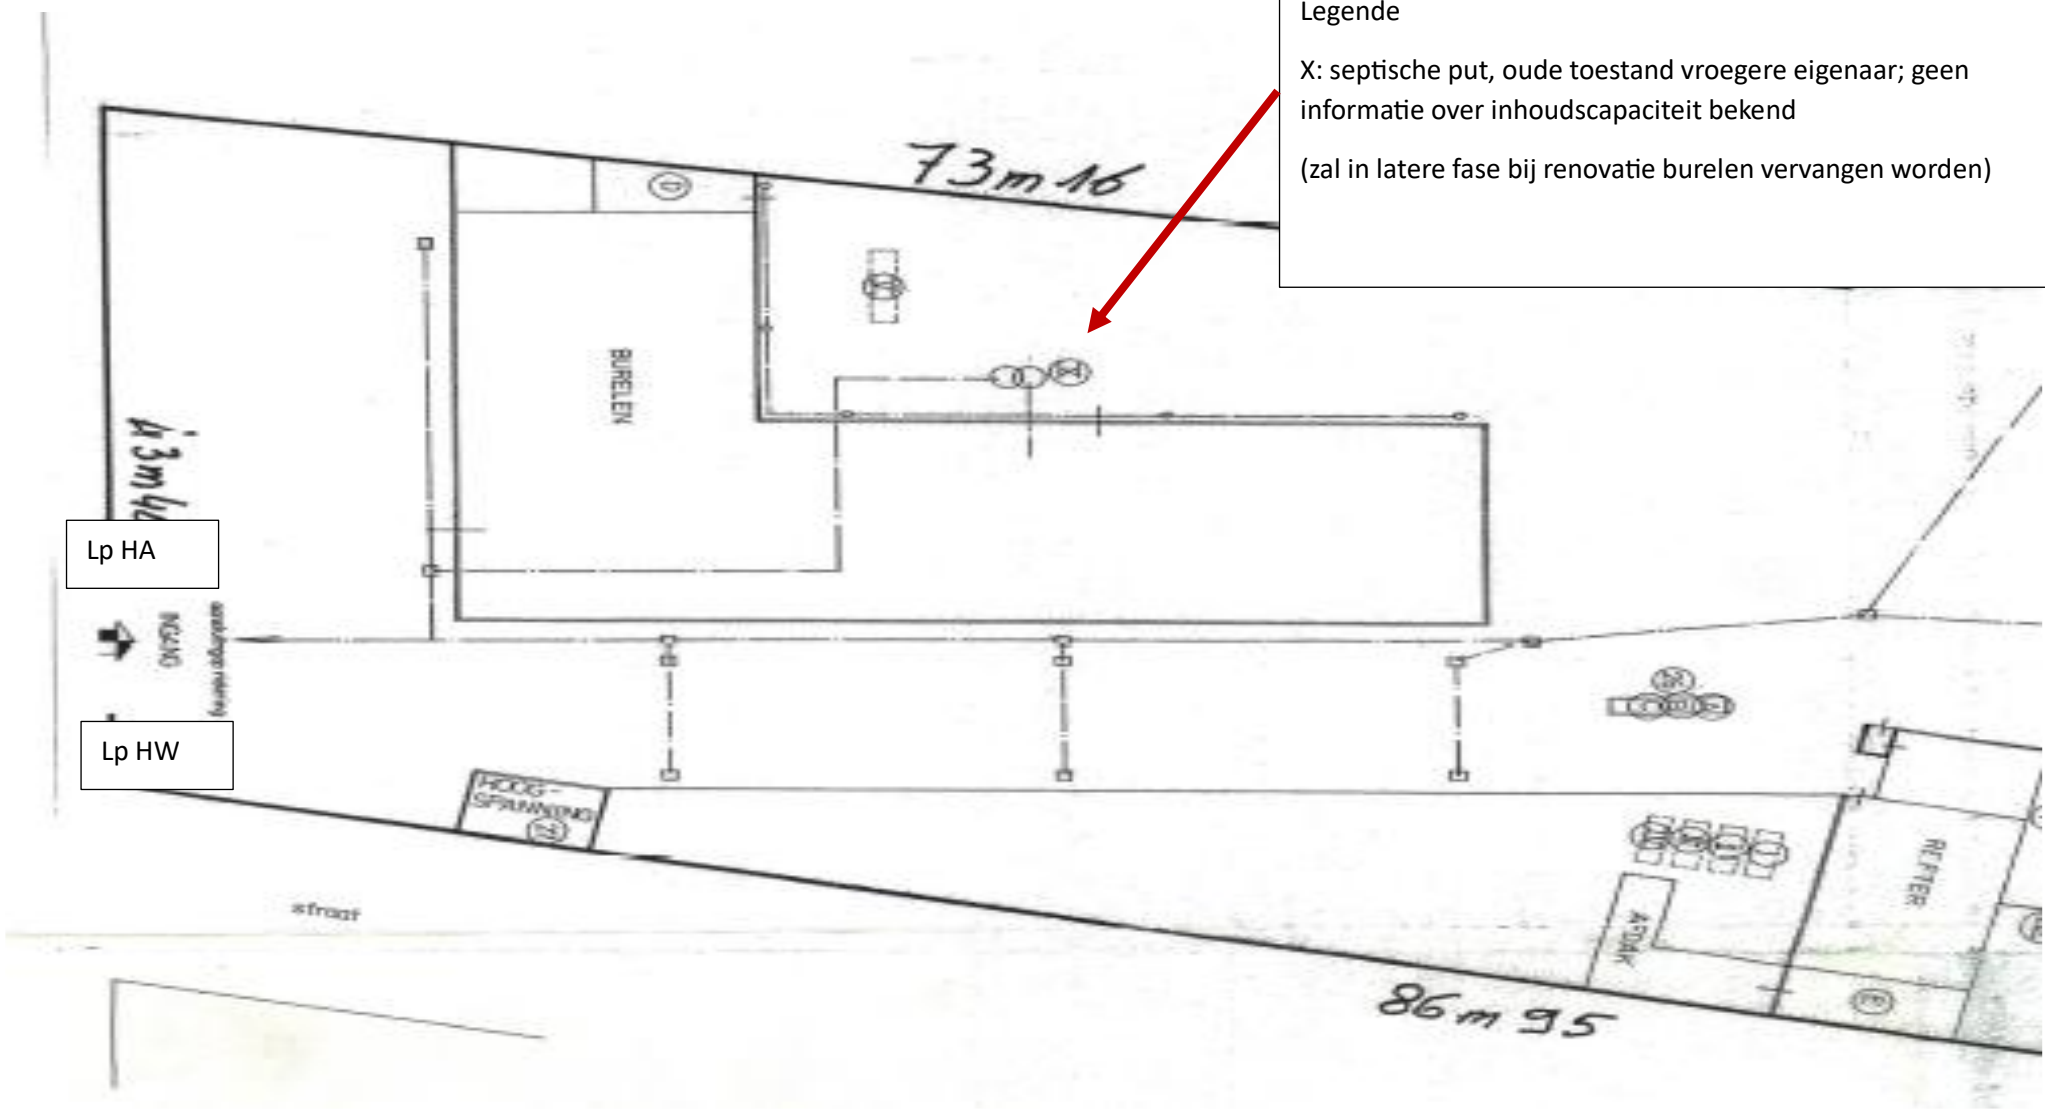 Legende
X: septische put, oude toestand vroegere eigenaar; geen
informatie over inhoudscapaciteit bekend
(zal in latere fase bij renovatie burelen vervangen worden)
73m16
D
X
BURELEN
Lp HA
INGANG
Lp HW
HOOG-
SPANNING
straat
REFTER
AFDAK
E
86m95